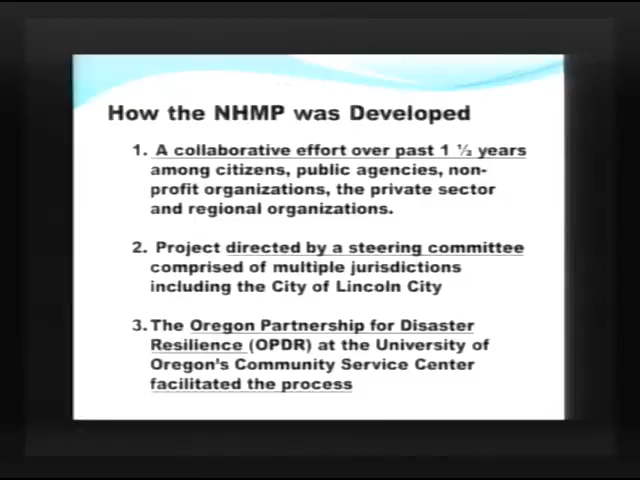 How the NHMP was Developed
1. A collaborative effort over past 1 ½ years
among citizens, public agencies, non-
profit organizations, the private sector
and regional organizations.
2. Project directed by a steering committee
comprised of multiple jurisdictions
including the City of Lincoln City
3. The Oregon Partnership for Disaster
Resilience (OPDR) at the University of
Oregon's Community Service Center
facilitated the process